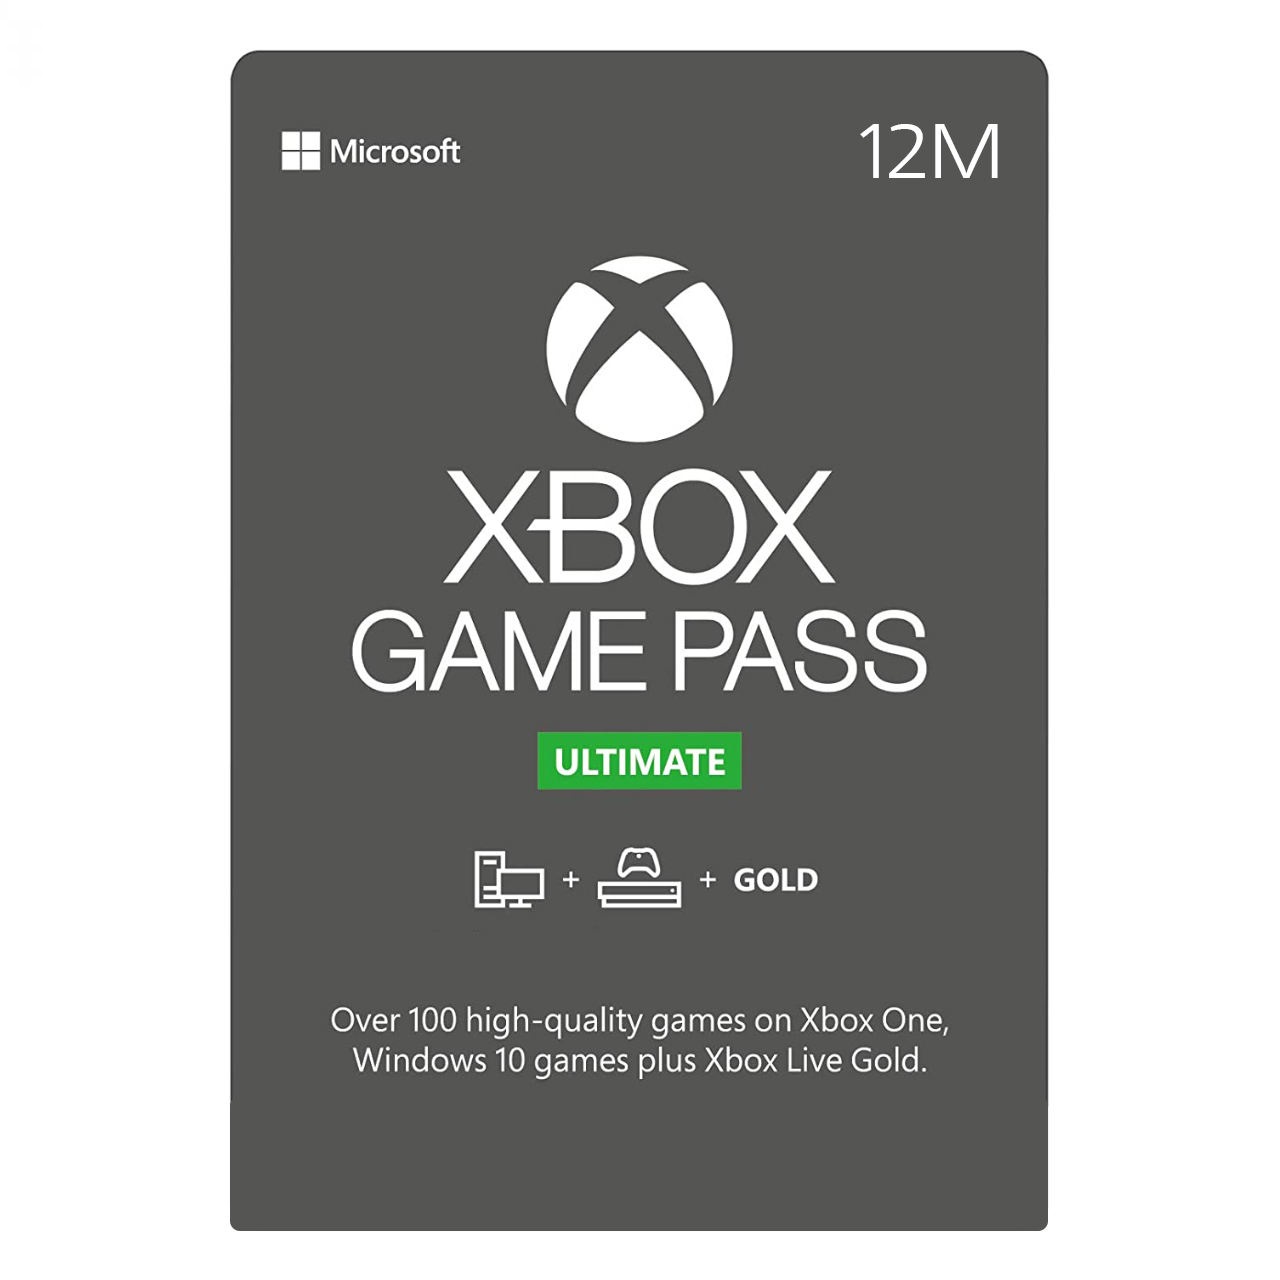 Microsoft
12M
XBOX
GAME PASS
ULTIMATE
+ + GOLD
Over 100 high-quality games on Xbox One,
Windows 10 games plus Xbox Live Gold.